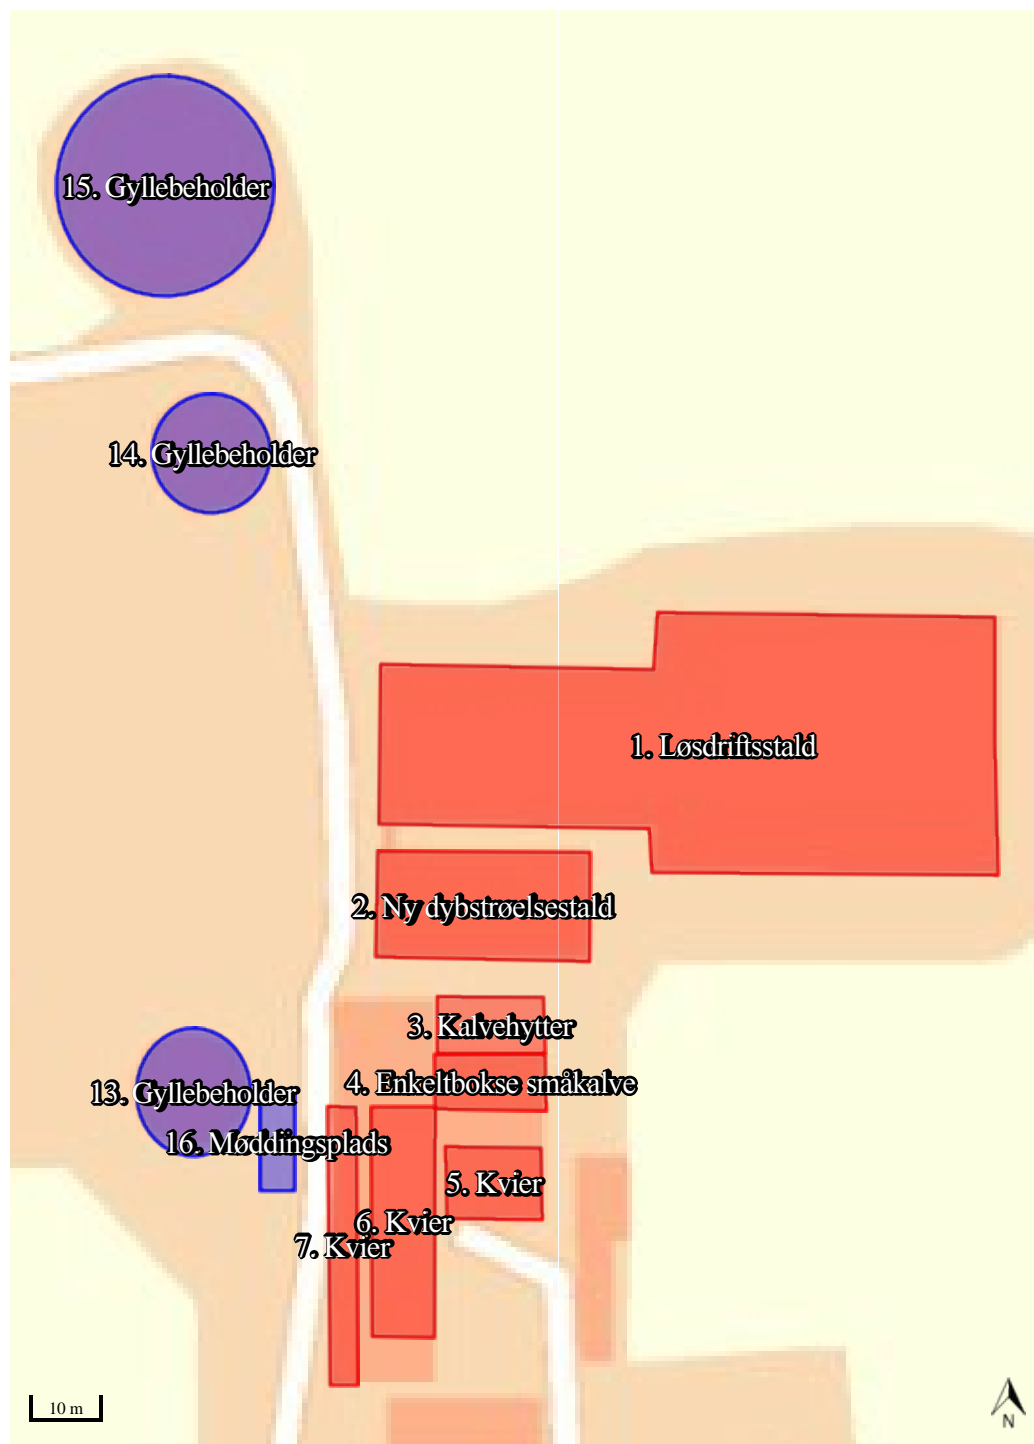 15. Gyllebeholder
14. Gyllebeholder
1. Løsdriftsstald
2. Ny dybstrøelsestald
3. Kalvehytter
4. Enkeltbokse småkalve
13. Gyllebeholder
16. Møddingsplads
5. Kvier
6. Kvier
7. Kvier
10 m
N